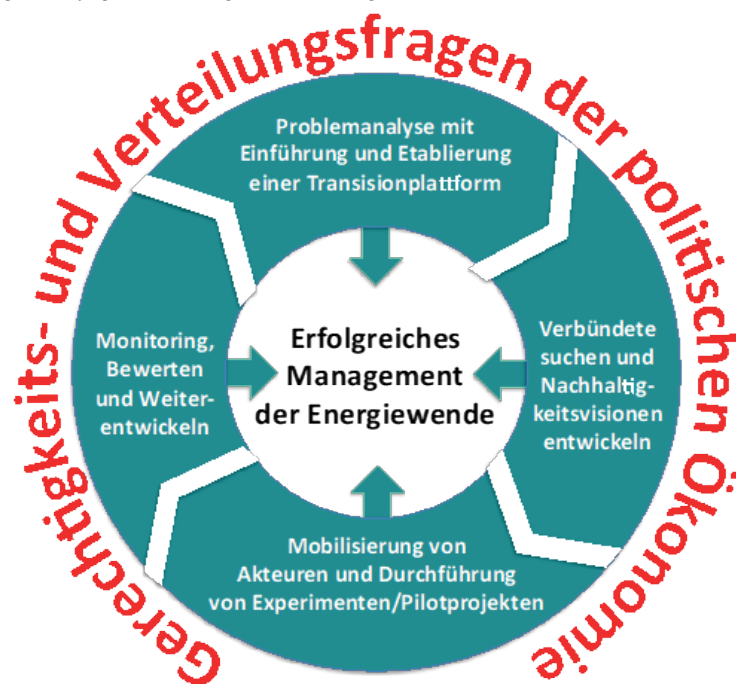 Gerechtigkeits- und Verteilungsfragen der politischen Ökonomie
Problemanalyse mit
Einführung und Etablierung
einer Transisionplattform
Verbündete
suchen und
Nachhaltig-
keitsvisionen
entwickeln
Mobilisierung von
Akteuren und Durchführung
von Experimenten/Pilotprojekten
Monitoring,
Bewerten
und Weiter-
entwickeln
Erfolgreiches
Management
der Energiewende